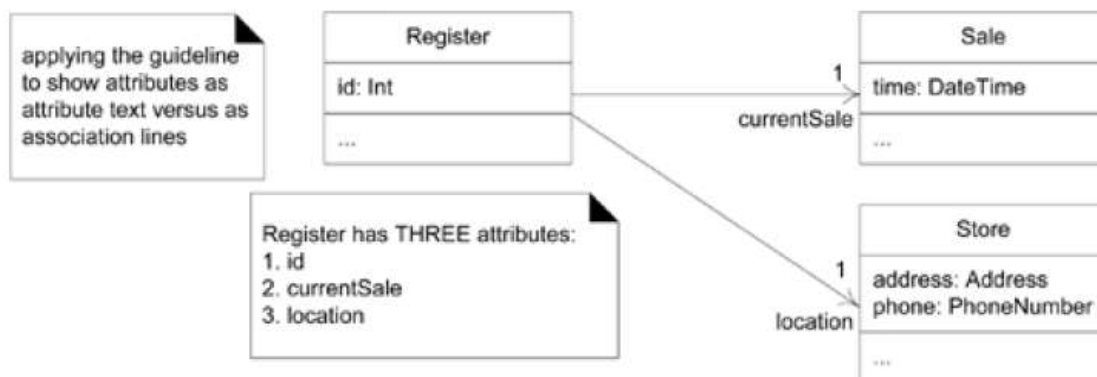 applying the guideline
to show attributes as
attribute text versus as
association lines
Register
id: Int
...
1
currentSale
Sale
time: DateTime
...
Register has THREE attributes:
1. id
2. currentSale
3. location
1
location
Store
address: Address
phone: PhoneNumber
...